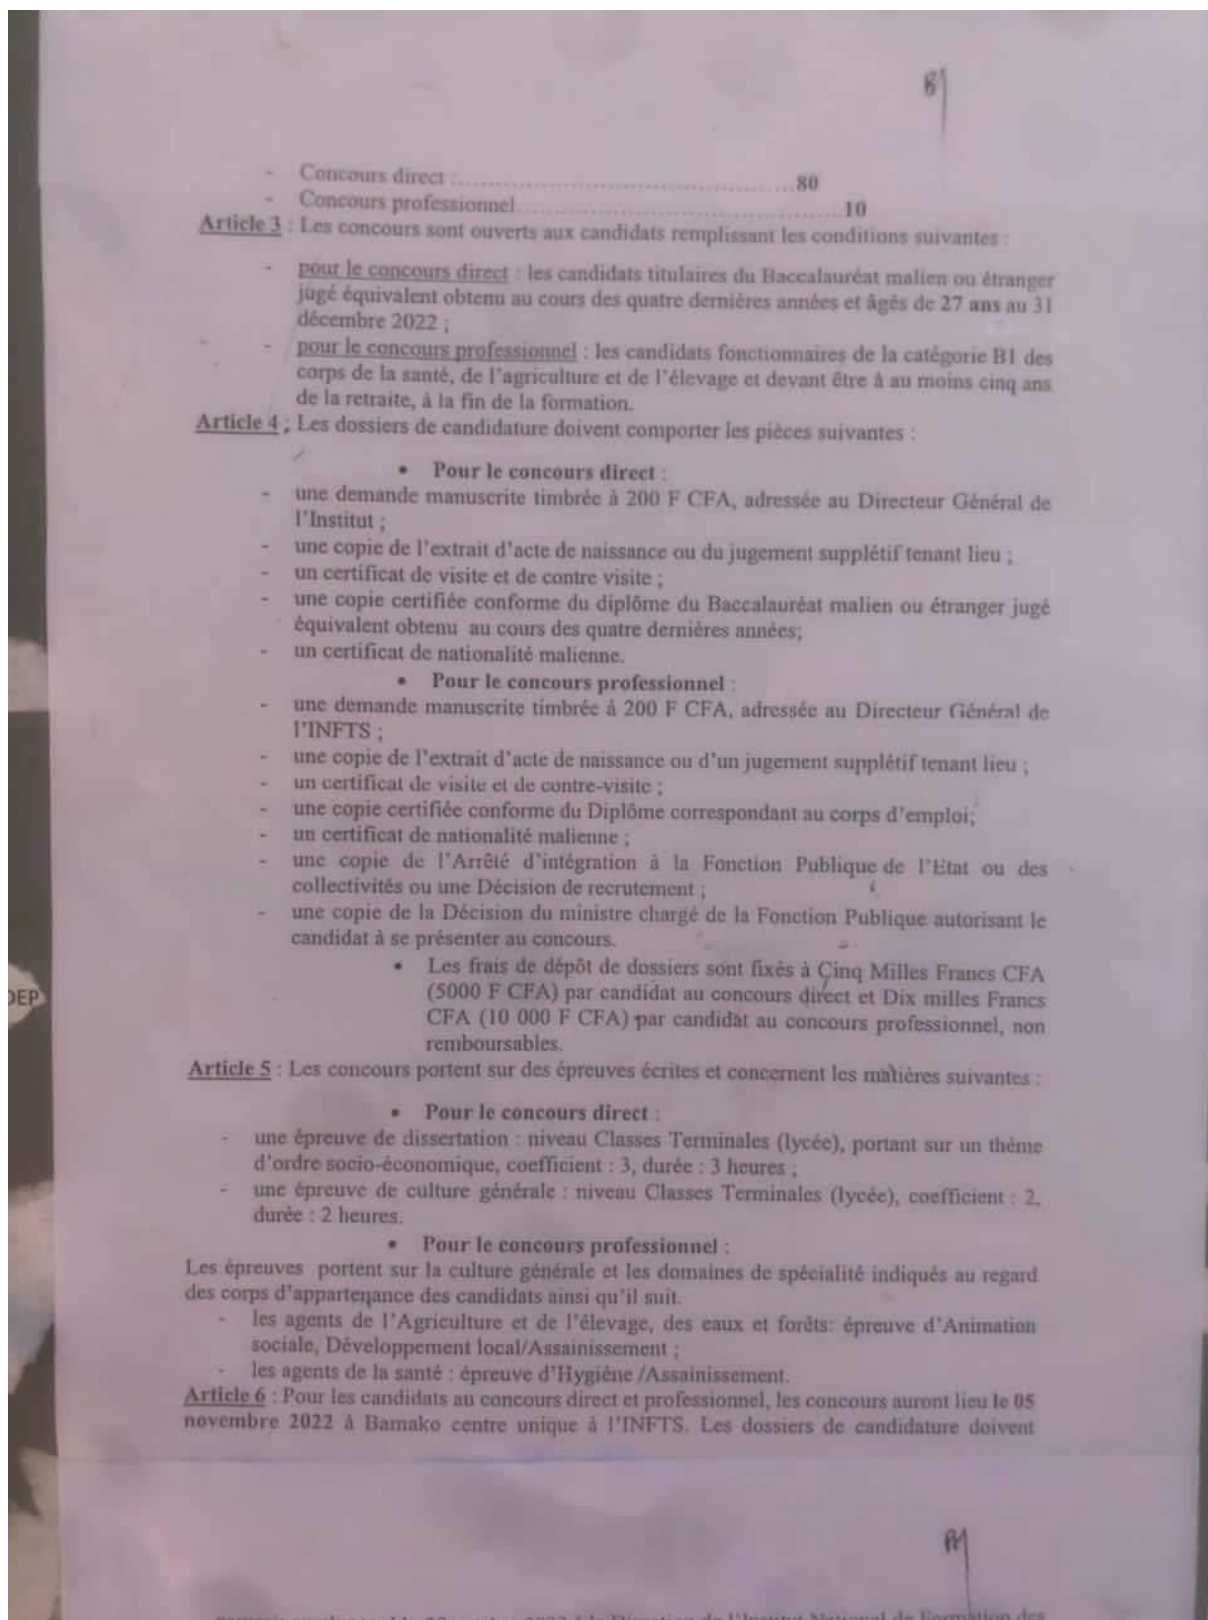 - Concours direct : ........................................80
- Concours professionnel........................................10
Article 3 : Les concours sont ouverts aux candidats remplissant les conditions suivantes :
- pour le concours direct : les candidats titulaires du Baccalauréat malien ou étranger
jugé équivalent obtenu au cours des quatre dernières années et âgés de 27 ans au 31
décembre 2022 ;
- pour le concours professionnel : les candidats fonctionnaires de la catégorie B1 des
corps de la santé, de l'agriculture et de l'élevage et devant être à au moins cinq ans
de la retraite, à la fin de la formation.
Article 4 : Les dossiers de candidature doivent comporter les pièces suivantes :
• Pour le concours direct :
- une demande manuscrite timbrée à 200 F CFA, adressée au Directeur Général de
l'Institut ;
- une copie de l'extrait d'acte de naissance ou du jugement supplétif tenant lieu ;
- un certificat de visite et de contre visite ;
- une copie certifiée conforme du diplôme du Baccalauréat malien ou étranger jugé
équivalent obtenu au cours des quatre dernières années;
- un certificat de nationalité malienne.
• Pour le concours professionnel :
- une demande manuscrite timbrée à 200 F CFA, adressée au Directeur Général de
l'INFTS ;
- une copie de l'extrait d'acte de naissance ou d'un jugement supplétif tenant lieu ;
- un certificat de visite et de contre-visite ;
- une copie certifiée conforme du Diplôme correspondant au corps d'emploi;
- un certificat de nationalité malienne ;
- une copie de l'Arrêté d'intégration à la Fonction Publique de l'Etat ou des
collectivités ou une Décision de recrutement ;
- une copie de la Décision du ministre chargé de la Fonction Publique autorisant le
candidat à se présenter au concours.
• Les frais de dépôt de dossiers sont fixés à Cinq Milles Francs CFA
(5000 F CFA) par candidat au concours direct et Dix milles Francs
CFA (10 000 F CFA) par candidat au concours professionnel, non
remboursables.
DEP
Article 5 : Les concours portent sur des épreuves écrites et concernent les matières suivantes :
• Pour le concours direct :
- une épreuve de dissertation : niveau Classes Terminales (lycée), portant sur un thème
d'ordre socio-économique, coefficient : 3, durée : 3 heures ;
- une épreuve de culture générale : niveau Classes Terminales (lycée), coefficient : 2,
durée : 2 heures.
• Pour le concours professionnel :
Les épreuves portent sur la culture générale et les domaines de spécialité indiqués au regard
des corps d'appartenance des candidats ainsi qu'il suit.
- les agents de l'Agriculture et de l'élevage, des eaux et forêts: épreuve d'Animation
sociale, Développement local/Assainissement ;
- les agents de la santé : épreuve d'Hygiène /Assainissement.
Article 6 : Pour les candidats au concours direct et professionnel, les concours auront lieu le 05
novembre 2022 à Bamako centre unique à l'INFTS. Les dossiers de candidature doivent